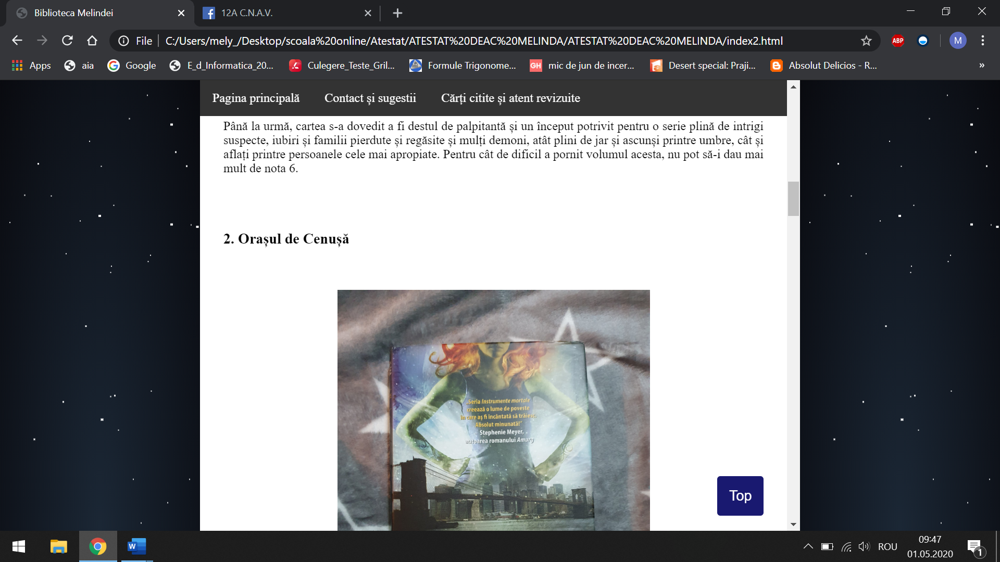 Biblioteca Melindei
12A C.N.A.V.
File
C:/Users/mely_/Desktop/scoala%20online/Atestat/ATESTAT%20DEAC%20MELINDA/ATESTAT%20DEAC%20MELINDA/index2.html
ABP
M
Apps
aia
Google
E_d_Informatica_20...
Culegere_Teste_Gril...
Formule Trigonome...
GH
mic de jun de incer...
Desert special: Praji...
Absolut Delicios - R...
»
Pagina principală
Contact și sugestii
Cărți citite și atent revizuite
Până la urmă, cartea s-a dovedit a fi destul de palpitantă și un început potrivit pentru o serie plină de intrigi
suspecte, iubiri și familii pierdute și regăsite și mulți demoni, atât plini de jar și ascunși printre umbre, cât și
aflați printre persoanele cele mai apropiate. Pentru cât de dificil a pornit volumul acesta, nu pot să-i dau mai
mult de nota 6.
2. Orașul de Cenușă
„Seria Instrumente mortale
creează o lume de poveste
în care aş fi încântată să trăiesc.
Absolut minunată!"
– Stephenie Meyer,
autoarea romanului Amurg
Top
W
ROU
09:47
01.05.2020
1